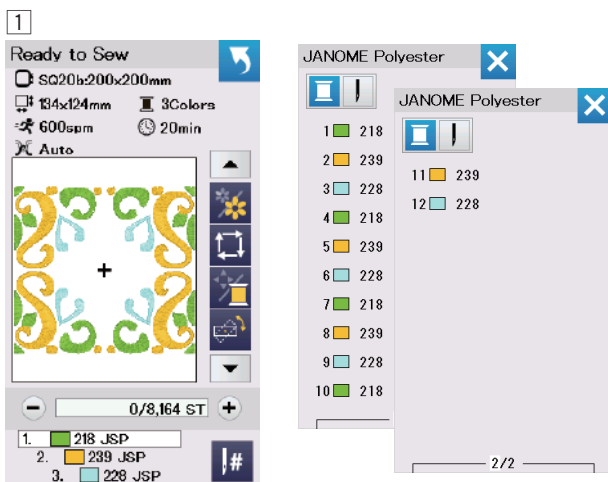 1
Ready to Sew
SQ20b:200x200mm
134x124mm 3Colors
600spm 20min
Auto
0/8,164 ST
1. 218 JSP
2. 239 JSP
3. 228 JSP
#
JANOME Polyester
1 218
2 239
3 228
4 218
5 239
6 228
7 218
8 239
9 228
10 218
JANOME Polyester
11 239
12 228
2/2